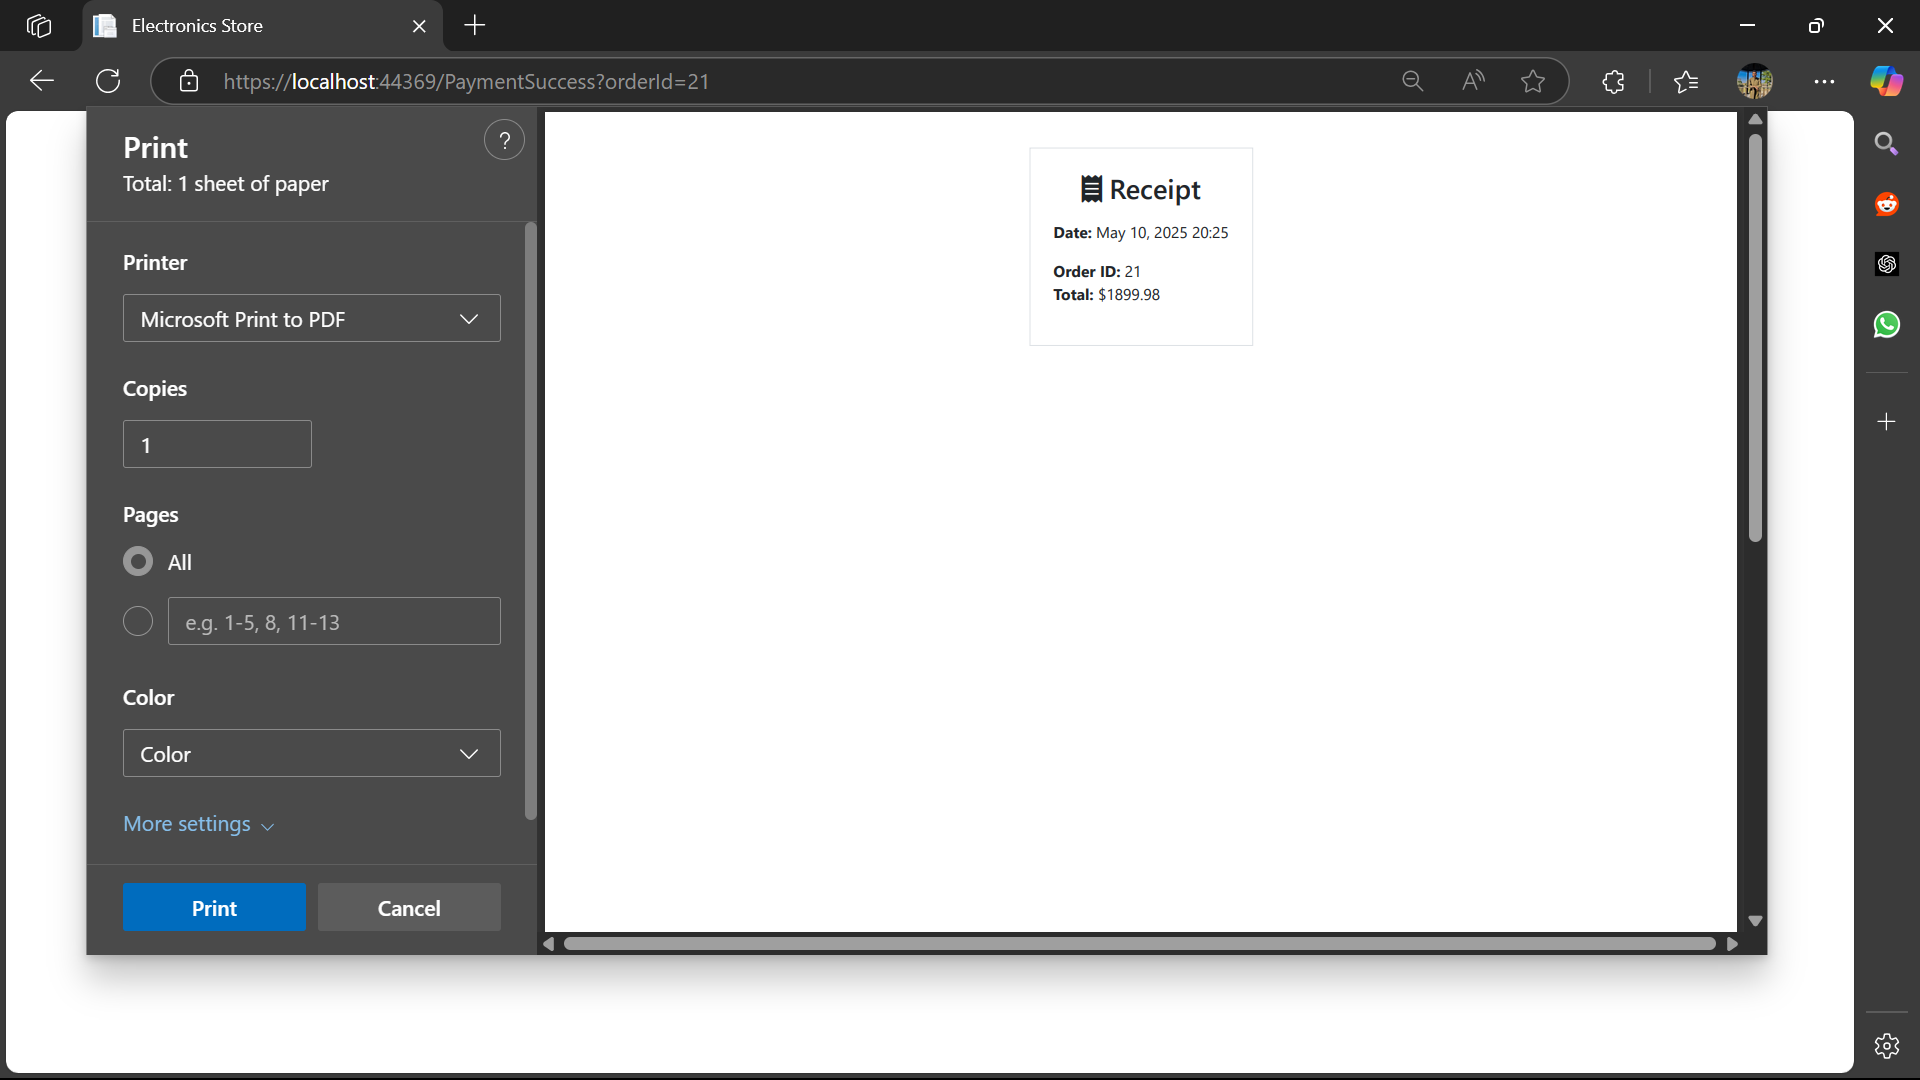 Electronics Store
https://localhost:44369/PaymentSuccess?orderId=21
Print
Total: 1 sheet of paper
?
Printer
Microsoft Print to PDF
Copies
1
Pages
All
e.g. 1-5, 8, 11-13
Color
Color
More settings
Print
Cancel
Receipt
Date: May 10, 2025 20:25
Order ID: 21
Total: $1899.98